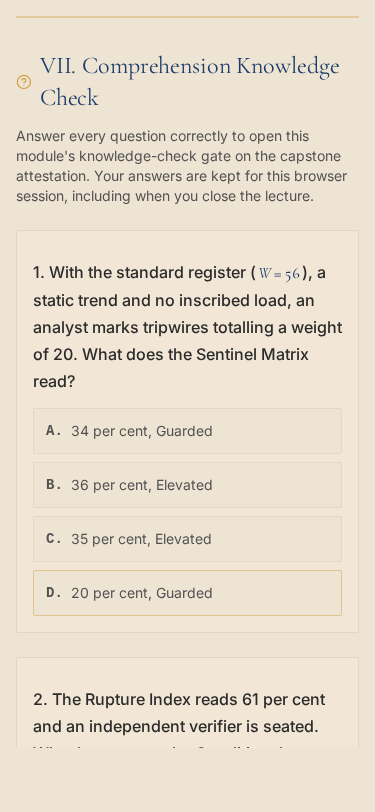 VII. Comprehension Knowledge
Check
Answer every question correctly to open this
module's knowledge-check gate on the capstone
attestation. Your answers are kept for this browser
session, including when you close the lecture.
1. With the standard register ( W = 56 ), a
static trend and no inscribed load, an
analyst marks tripwires totalling a weight
of 20. What does the Sentinel Matrix
read?
A. 34 per cent, Guarded
B. 36 per cent, Elevated
C. 35 per cent, Elevated
D. 20 per cent, Guarded
2. The Rupture Index reads 61 per cent
and an independent verifier is seated.